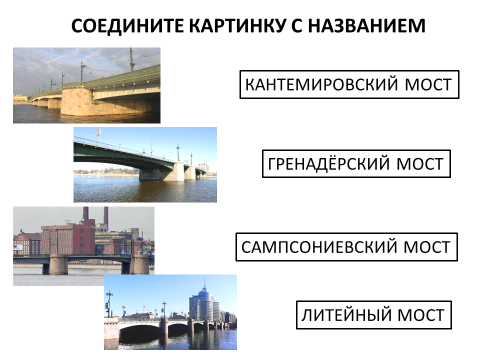 СОЕДИНИТЕ КАРТИНКУ С НАЗВАНИЕМ
КАНТЕМИРОВСКИЙ МОСТ
ГРЕНАДЁРСКИЙ МОСТ
САМПСОНИЕВСКИЙ МОСТ
ЛИТЕЙНЫЙ МОСТ